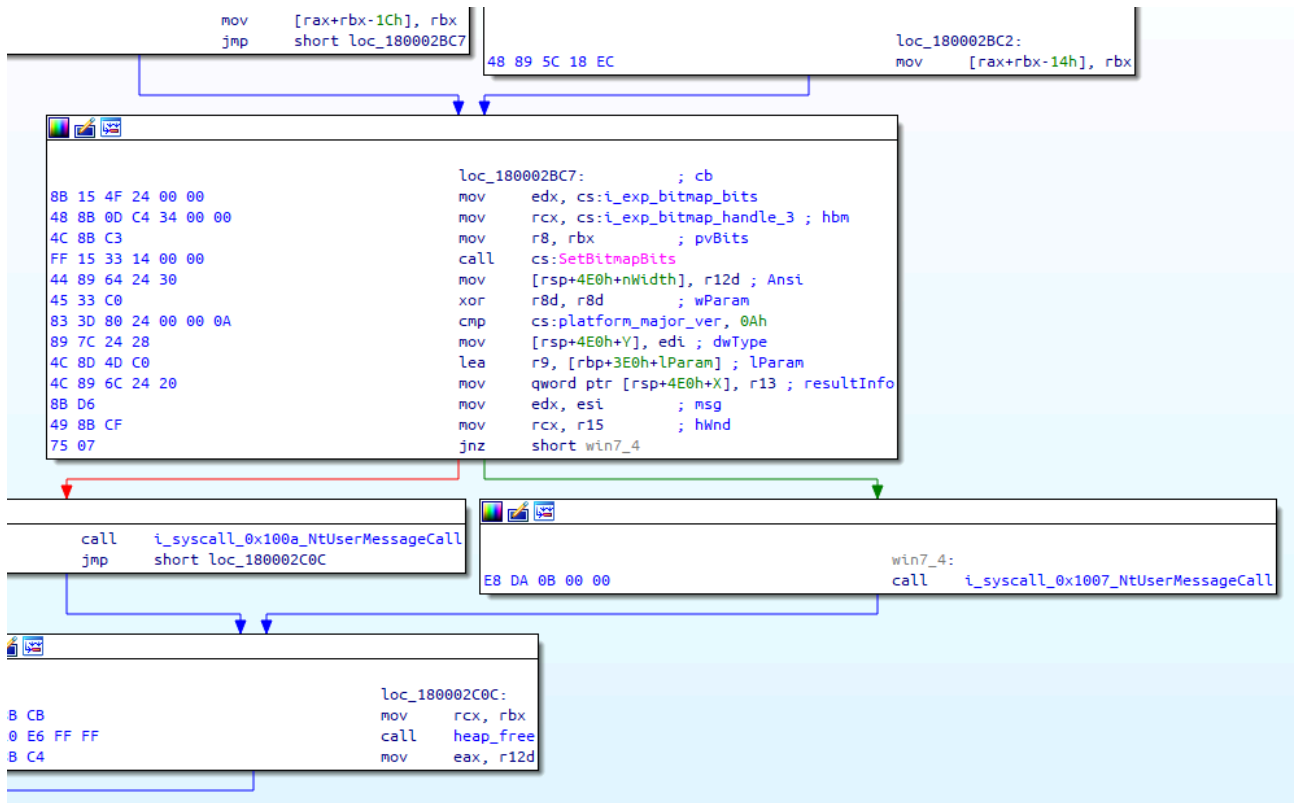 mov [rax+rbx-1Ch], rbx
jmp short loc_180002BC7
loc_180002BC2:
48 89 5C 18 EC mov [rax+rbx-14h], rbx
loc_180002BC7: ; cb
8B 15 4F 24 00 00 mov edx, cs:i_exp_bitmap_bits
48 8B 0D C4 34 00 00 mov rcx, cs:i_exp_bitmap_handle_3 ; hbm
4C 8B C3 mov r8, rbx ; pvBits
FF 15 33 14 00 00 call cs:SetBitmapBits
44 89 64 24 30 mov [rsp+4E0h+nWidth], r12d ; Ansi
45 33 C0 xor r8d, r8d ; wParam
83 3D 80 24 00 00 0A cmp cs:platform_major_ver, 0Ah
89 7C 24 28 mov [rsp+4E0h+Y], edi ; dwType
4C 8D 4D C0 lea r9, [rbp+3E0h+lParam] ; lParam
4C 89 6C 24 20 mov qword ptr [rsp+4E0h+X], r13 ; resultInfo
8B D6 mov edx, esi ; msg
49 8B CF mov rcx, r15 ; hWnd
75 07 jnz short win7_4
call i_syscall_0x100a_NtUserMessageCall
jmp short loc_180002C0C
win7_4:
E8 DA 0B 00 00 call i_syscall_0x1007_NtUserMessageCall
loc_180002C0C:
B CB mov rcx, rbx
0 E6 FF FF call heap_free
B C4 mov eax, r12d